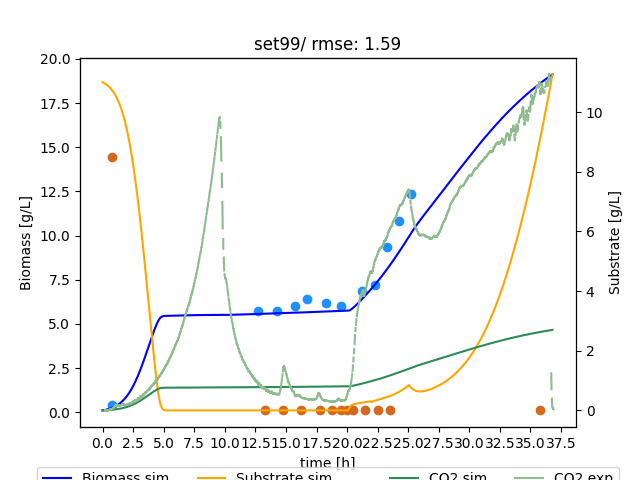 set99/ rmse: 1.59
20.0
17.5
15.0
12.5
10.0
7.5
5.0
2.5
0.0
Biomass [g/L]
10
8
6
4
2
0
Substrate [g/L]
0.0 2.5 5.0 7.5 10.0 12.5 15.0 17.5 20.0 22.5 25.0 27.5 30.0 32.5 35.0 37.5
time [h]
Biomass sim Substrate sim CO2 sim CO2 exp